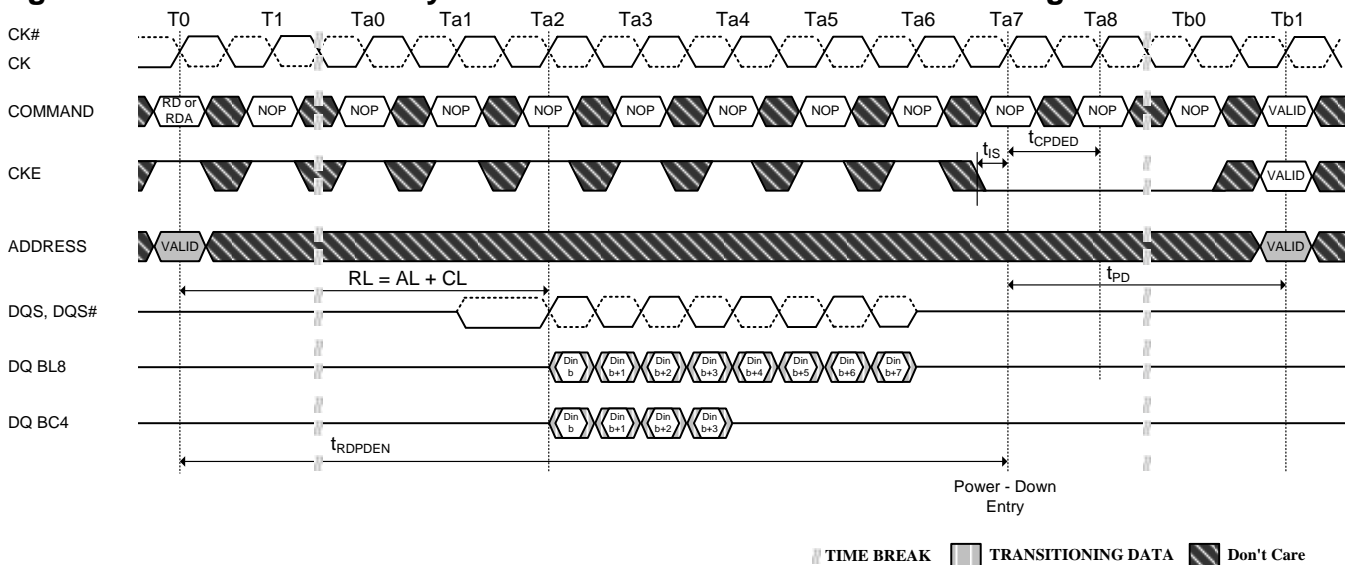 T0 T1 Ta0 Ta1 Ta2 Ta3 Ta4 Ta5 Ta6 Ta7 Ta8 Tb0 Tb1
CK#
CK
COMMAND RD or RDA NOP NOP NOP NOP NOP NOP NOP NOP NOP NOP NOP VALID
tIS tCPDED
CKE VALID
ADDRESS VALID VALID
RL = AL + CL tPD
DQS, DQS#
DQ BL8 Din b Din b+1 Din b+2 Din b+3 Din b+4 Din b+5 Din b+6 Din b+7
DQ BC4 Din b Din b+1 Din b+2 Din b+3
tRDPDEN
Power - Down
Entry
TIME BREAK TRANSITIONING DATA Don't Care